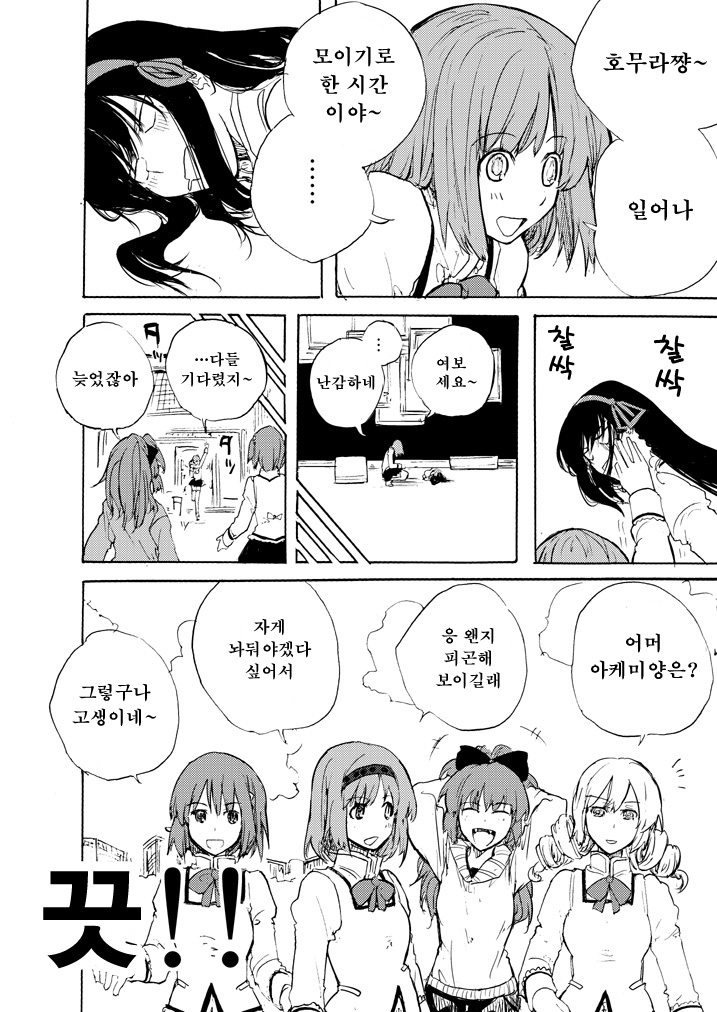 호무라쨩~
일어나
모이기로
한 시간
이야~
……
찰싹
찰싹
여보
세요~
…
난감하네
…다들
기다렸지~
늦었잖아
タ
タッ
어머
아케미양은?
응 왠지
피곤해
보이길래
자게
놔둬야겠다
싶어서
그렇구나
고생이네~
끗!!